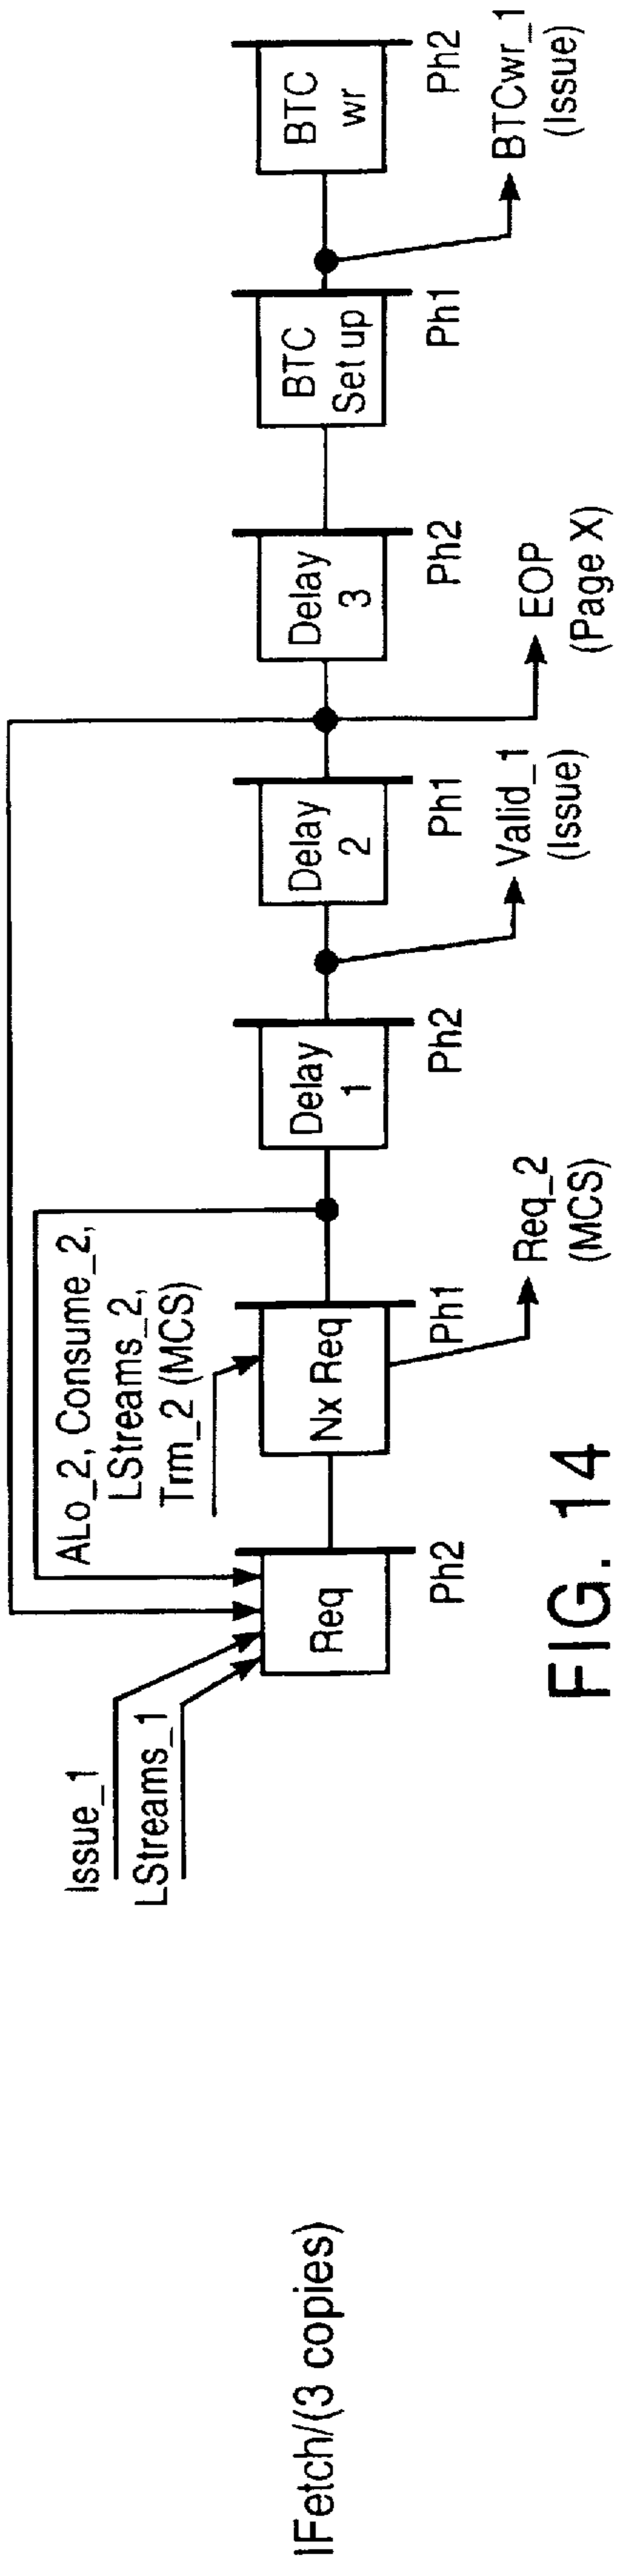 IFetch/(3 copies)
Issue_1
LStreams_1
ALo_2, Consume_2,
LStreams_2,
Trm_2 (MCS)
Req
Ph2
Nx Req
Ph1
Req_2
(MCS)
Delay
1
Ph2
Valid_1
(Issue)
Delay
2
Ph1
EOP
(Page X)
Delay
3
Ph2
BTC
Set up
Ph1
BTCwr_1
(Issue)
BTC
wr
Ph2
FIG. 14